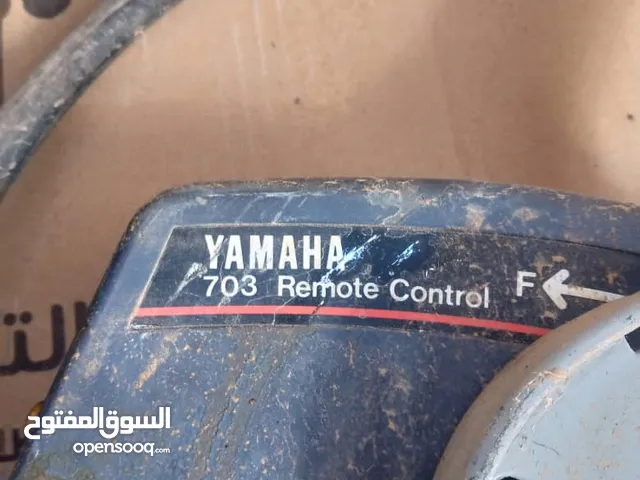 YAMAHA
703 Remote Control F
السوق المفتوح
opensooq.com